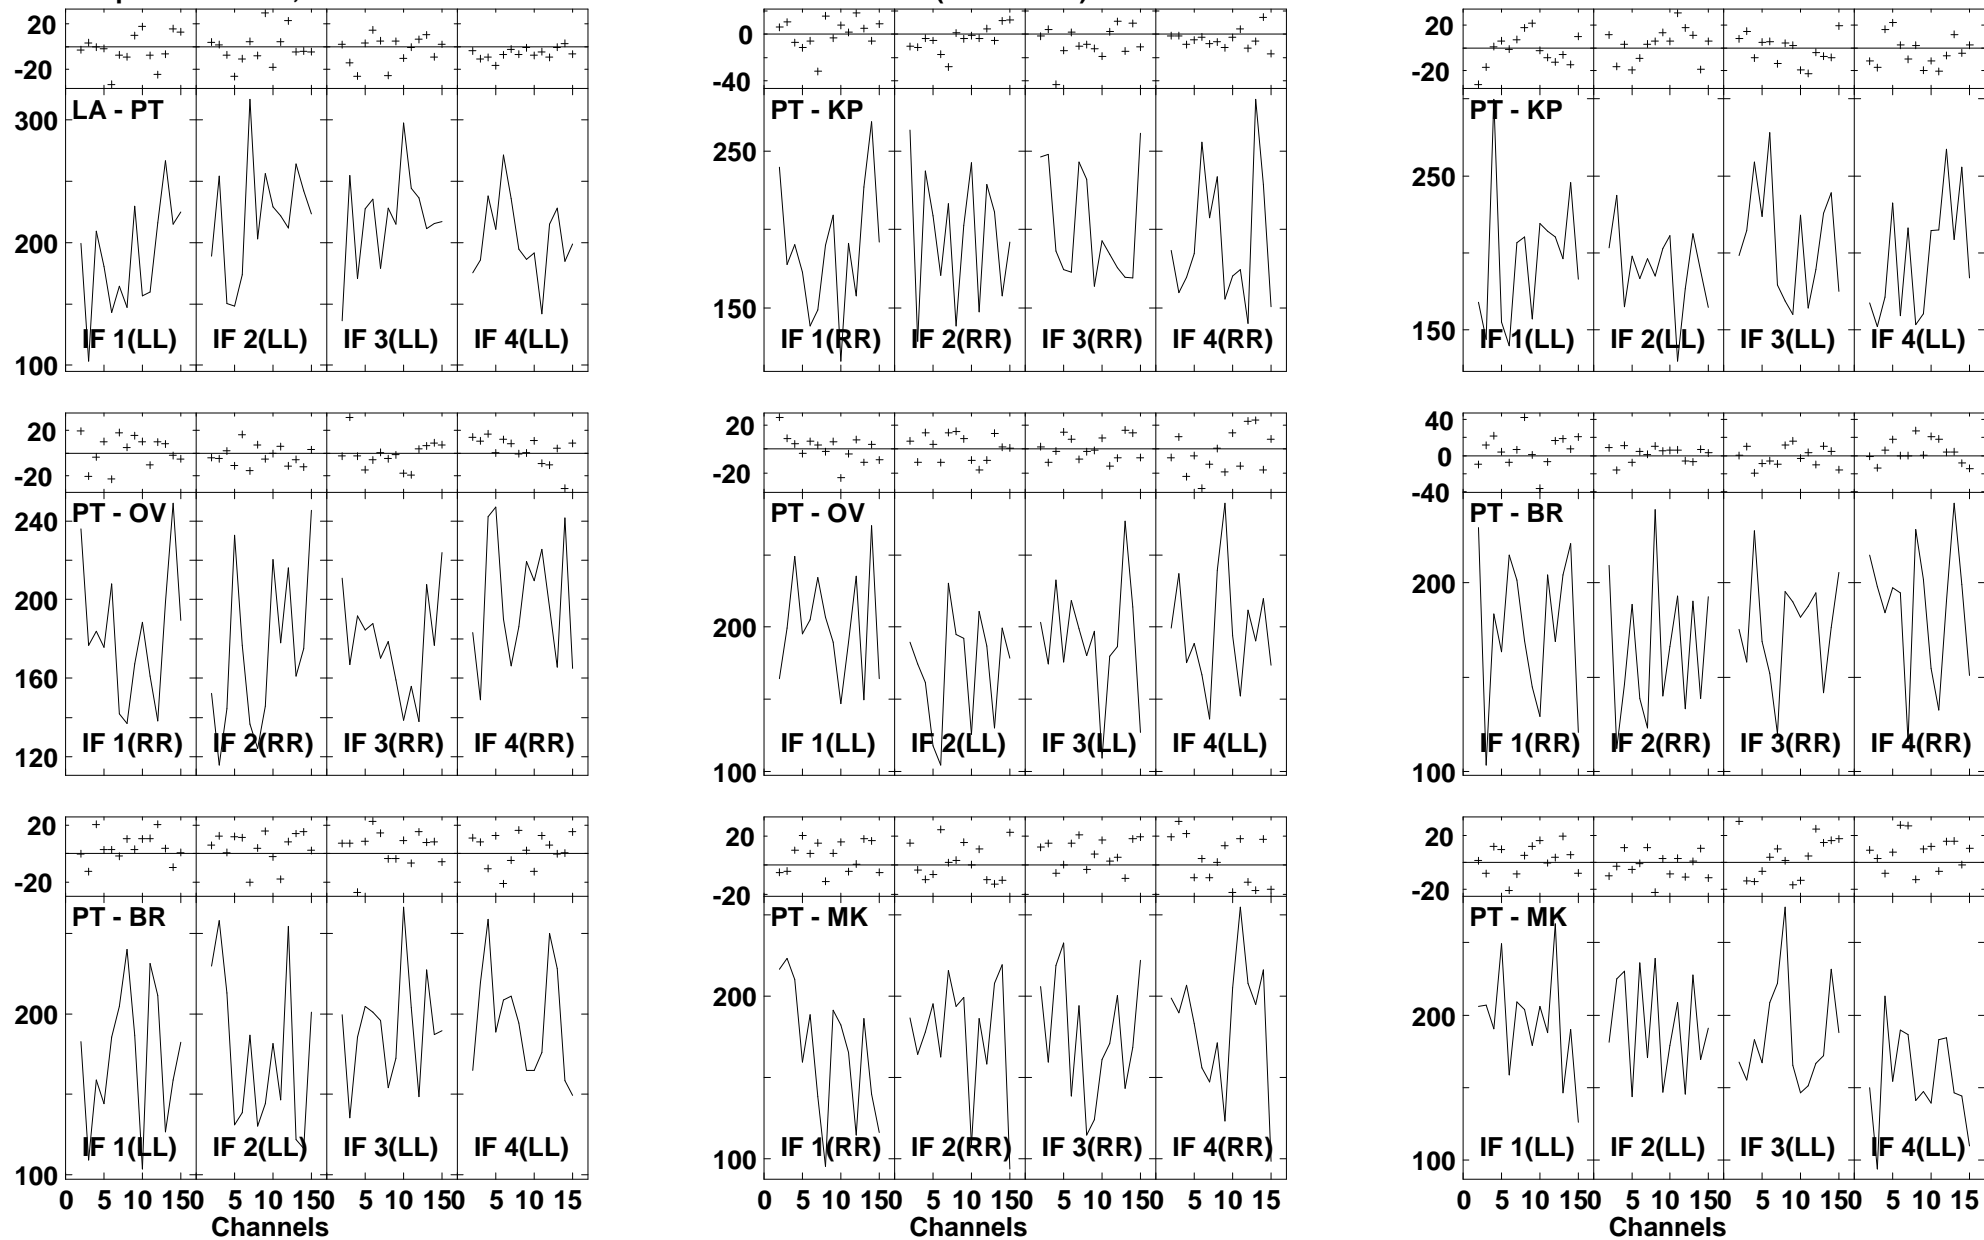 20
-20
300
200
100
LA - PT
IF 1(LL) IF 2(LL) IF 3(LL) IF 4(LL)
0
-40
250
150
PT - KP
IF 1(RR) IF 2(RR) IF 3(RR) IF 4(RR)
20
-20
250
150
PT - KP
IF 1(LL) IF 2(LL) IF 3(LL) IF 4(LL)
20
-20
240
200
160
120
PT - OV
IF 1(RR) IF 2(RR) IF 3(RR) IF 4(RR)
20
-20
200
100
PT - OV
IF 1(LL) IF 2(LL) IF 3(LL) IF 4(LL)
40
0
-40
200
100
PT - BR
IF 1(RR) IF 2(RR) IF 3(RR) IF 4(RR)
20
-20
200
100
PT - BR
IF 1(LL) IF 2(LL) IF 3(LL) IF 4(LL)
0 5 10 150 5 10 150 5 10 150 5 10 15
Channels
20
-20
200
100
PT - MK
IF 1(RR) IF 2(RR) IF 3(RR) IF 4(RR)
0 5 10 150 5 10 150 5 10 150 5 10 15
Channels
20
-20
200
100
PT - MK
IF 1(LL) IF 2(LL) IF 3(LL) IF 4(LL)
0 5 10 150 5 10 150 5 10 150 5 10 15
Channels